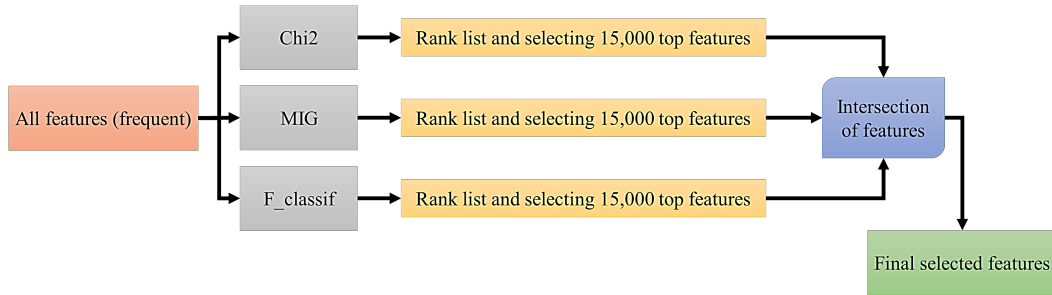 Chi2
Rank list and selecting 15,000 top features
All features (frequent)
MIG
Rank list and selecting 15,000 top features
Intersection
of features
F_classif
Rank list and selecting 15,000 top features
Final selected features